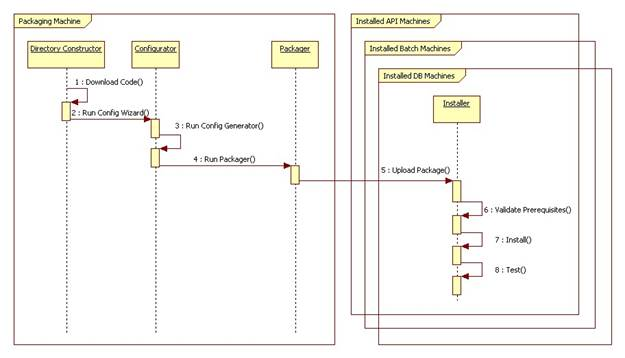 Packaging Machine
Installed API Machines
Installed Batch Machines
Installed DB Machines
Directory Constructor
Configurator
Packager
Installer
1 : Download Code()
2 : Run Config Wizard()
3 : Run Config Generator()
4 : Run Packager()
5 : Upload Package()
6 : Validate Prerequisites()
7 : Install()
8 : Test()